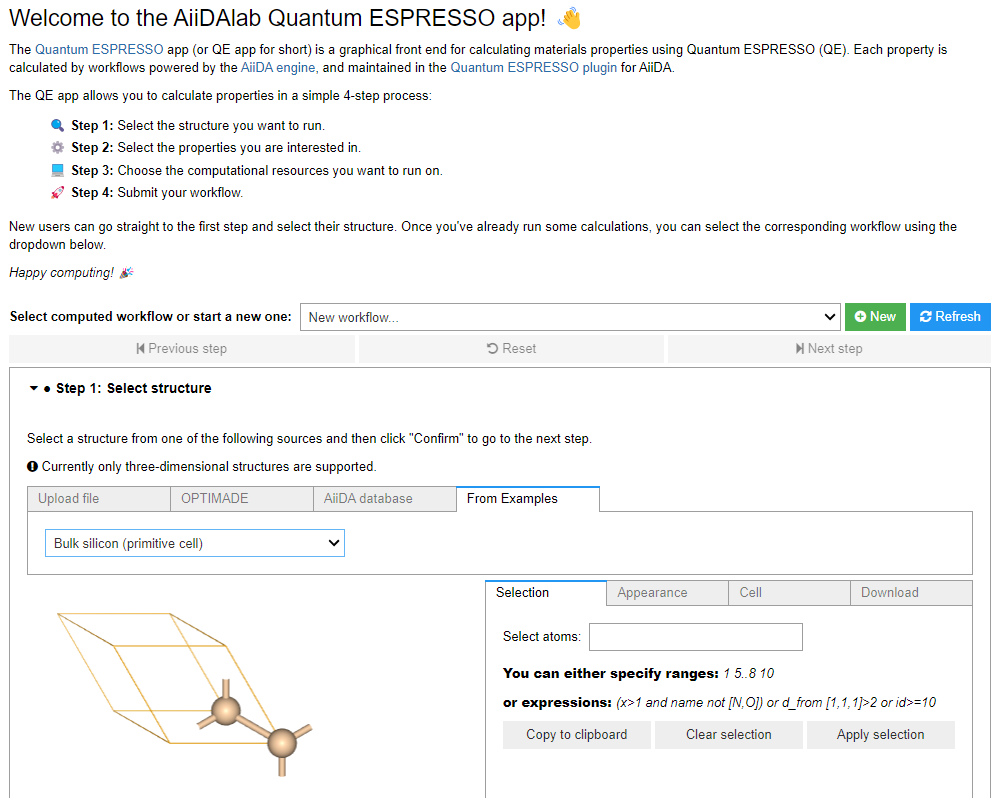 Welcome to the AiiDAlab Quantum ESPRESSO app! 👋
The Quantum ESPRESSO app (or QE app for short) is a graphical front end for calculating materials properties using Quantum ESPRESSO (QE). Each property is
calculated by workflows powered by the AiiDA engine, and maintained in the Quantum ESPRESSO plugin for AiiDA.
The QE app allows you to calculate properties in a simple 4-step process:
🔍 Step 1: Select the structure you want to run.
⚙️ Step 2: Select the properties you are interested in.
💻 Step 3: Choose the computational resources you want to run on.
🚀 Step 4: Submit your workflow.
New users can go straight to the first step and select their structure. Once you've already run some calculations, you can select the corresponding workflow using the
dropdown below.
Happy computing! 🎉
Select computed workflow or start a new one: New workflow... New Refresh
Previous step Reset Next step
Step 1: Select structure
Select a structure from one of the following sources and then click "Confirm" to go to the next step.
Currently only three-dimensional structures are supported.
Upload file OPTIMADE AiiDA database From Examples
Bulk silicon (primitive cell)
Selection Appearance Cell Download
Select atoms:
You can either specify ranges: 1 5..8 10
or expressions: (x>1 and name not [N,O]) or d_from [1,1,1]>2 or id>=10
Copy to clipboard Clear selection Apply selection